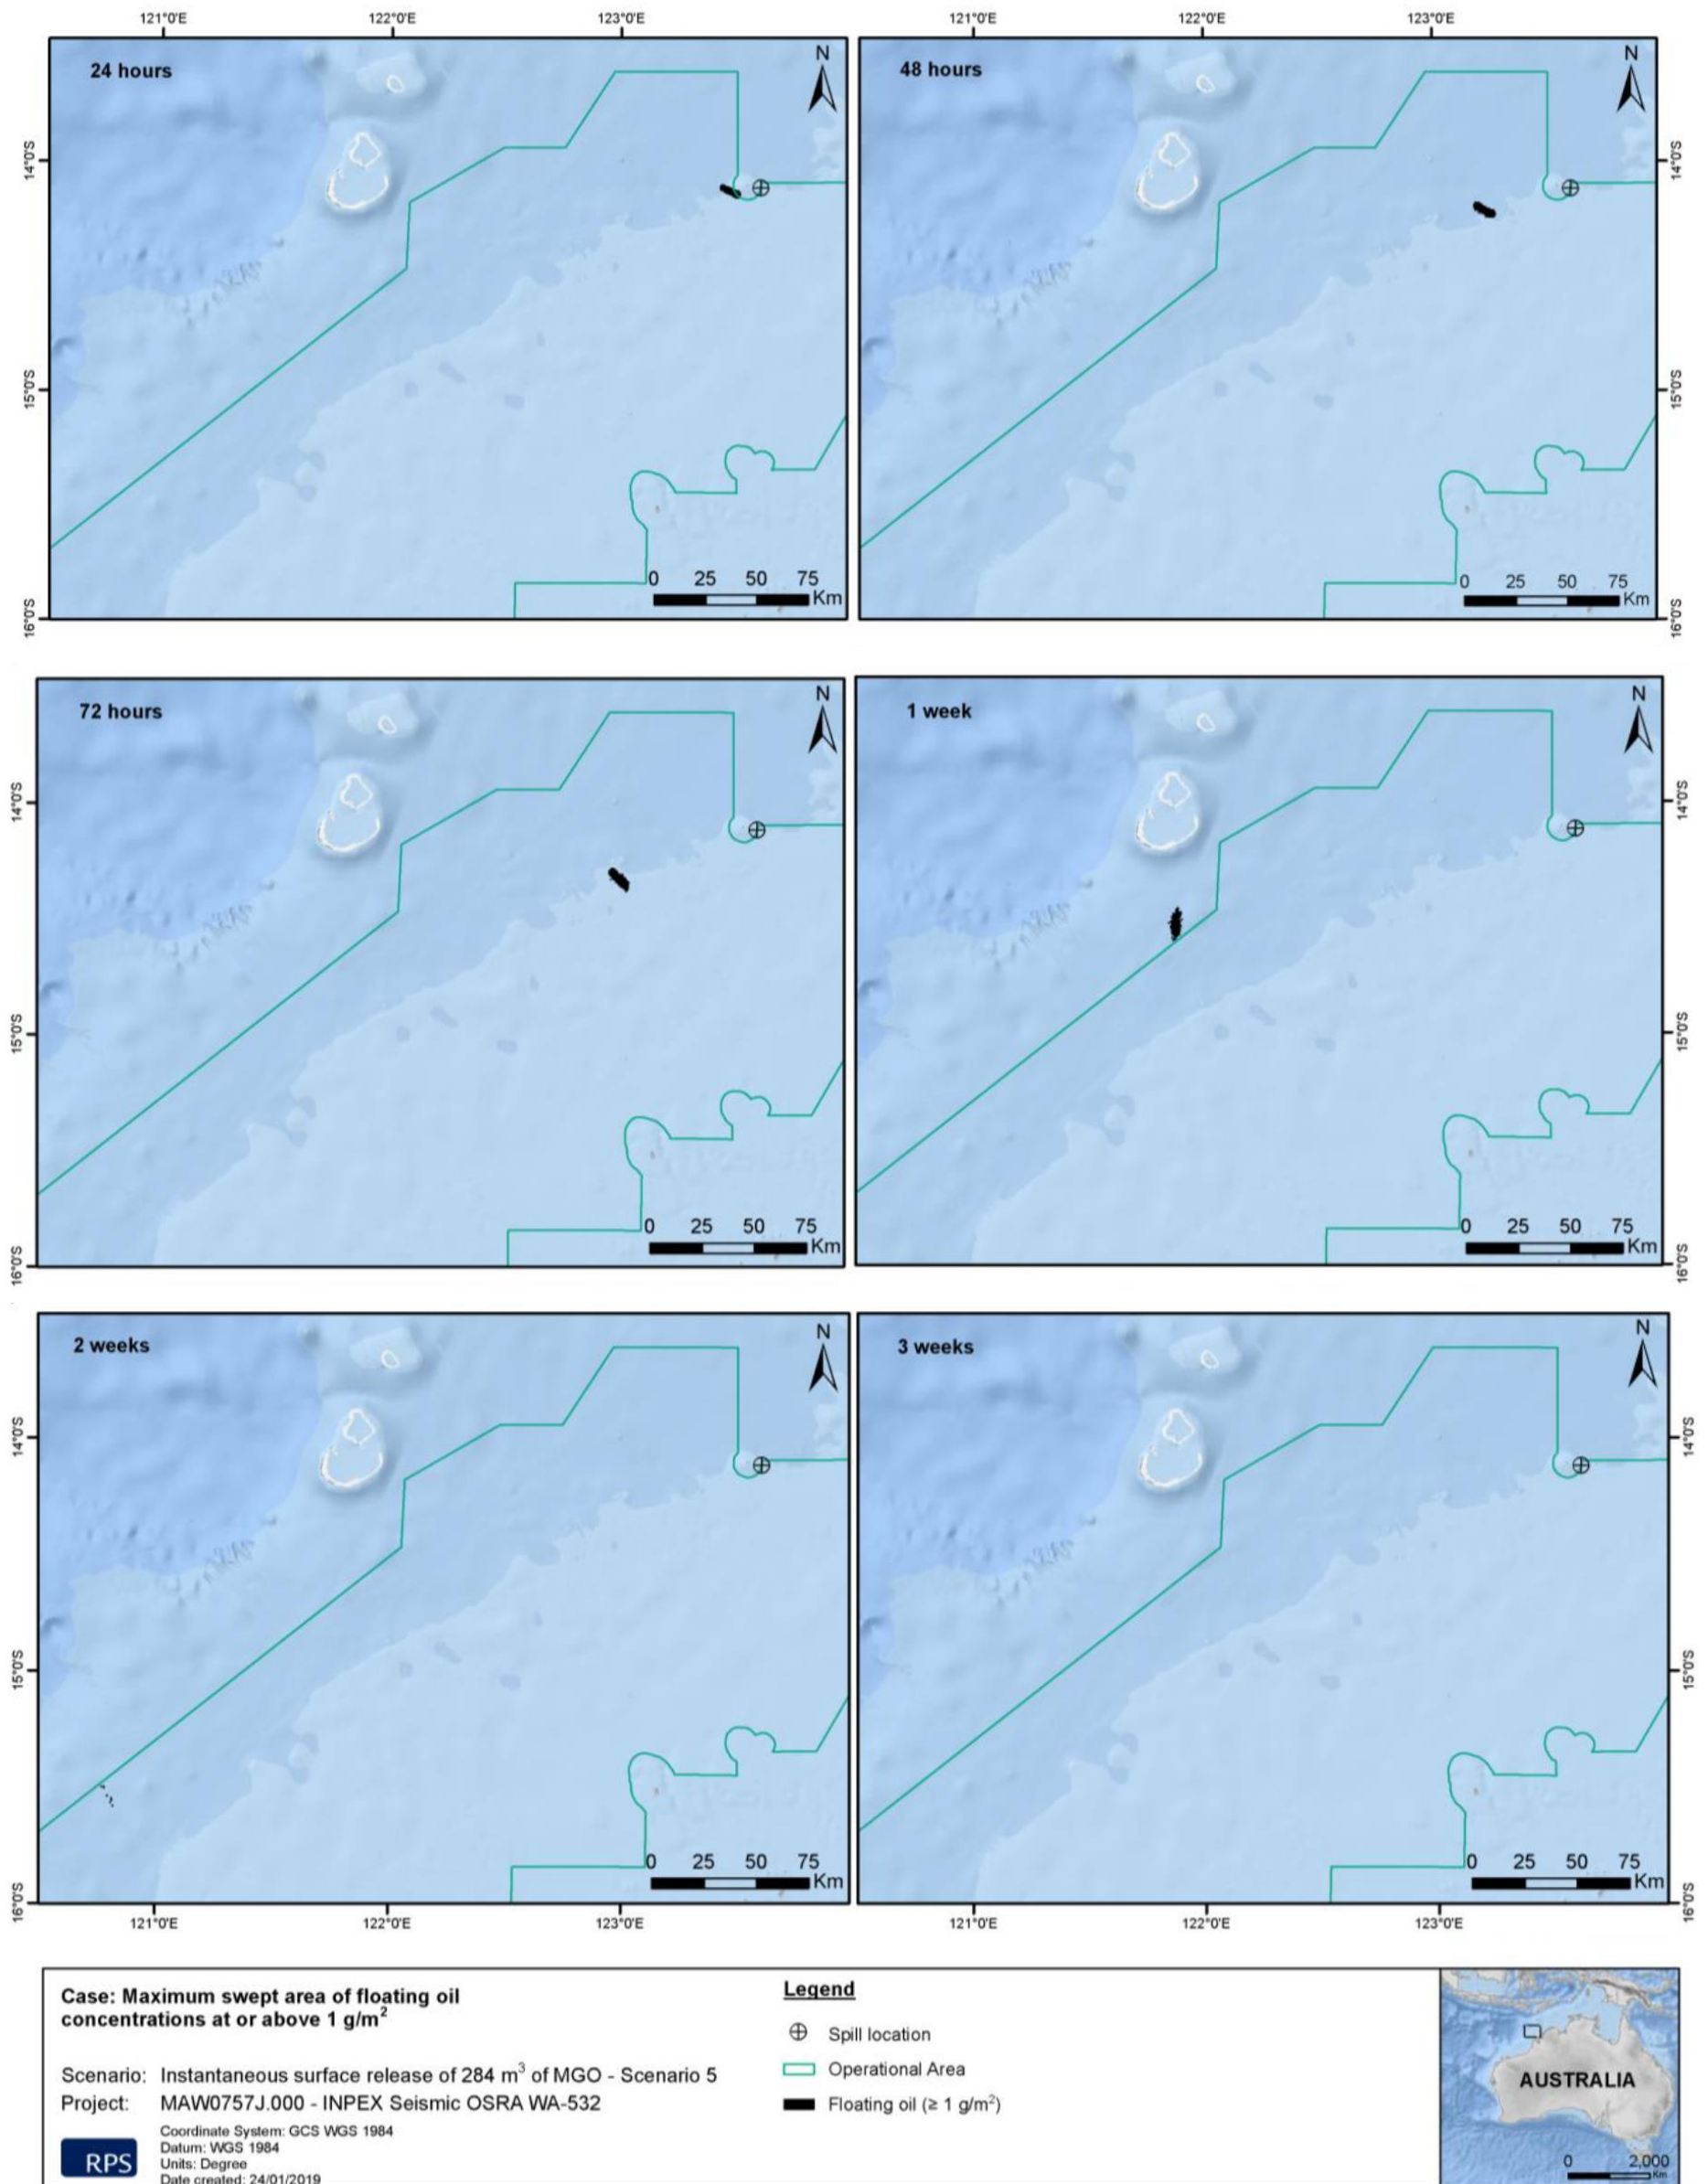 121°0'E 122°0'E 123°0'E 121°0'E 122°0'E 123°0'E
24 hours
N
14°0'S
15°0'S
16°0'S
0 25 50 75
Km
48 hours
N
14°0'S
15°0'S
16°0'S
0 25 50 75
Km
72 hours
N
14°0'S
15°0'S
16°0'S
0 25 50 75
Km
1 week
N
14°0'S
15°0'S
16°0'S
0 25 50 75
Km
2 weeks
N
14°0'S
15°0'S
16°0'S
0 25 50 75
Km
3 weeks
N
14°0'S
15°0'S
16°0'S
0 25 50 75
Km
121°0'E 122°0'E 123°0'E 121°0'E 122°0'E 123°0'E
Case: Maximum swept area of floating oil
concentrations at or above 1 g/m²
Scenario: Instantaneous surface release of 284 m³ of MGO - Scenario 5
Project: MAW0757J.000 - INPEX Seismic OSRA WA-532
RPS
Coordinate System: GCS WGS 1984
Datum: WGS 1984
Units: Degree
Date created: 24/01/2019
Legend
Spill location
Operational Area
Floating oil (≥ 1 g/m²)
AUSTRALIA
0 2,000
Km